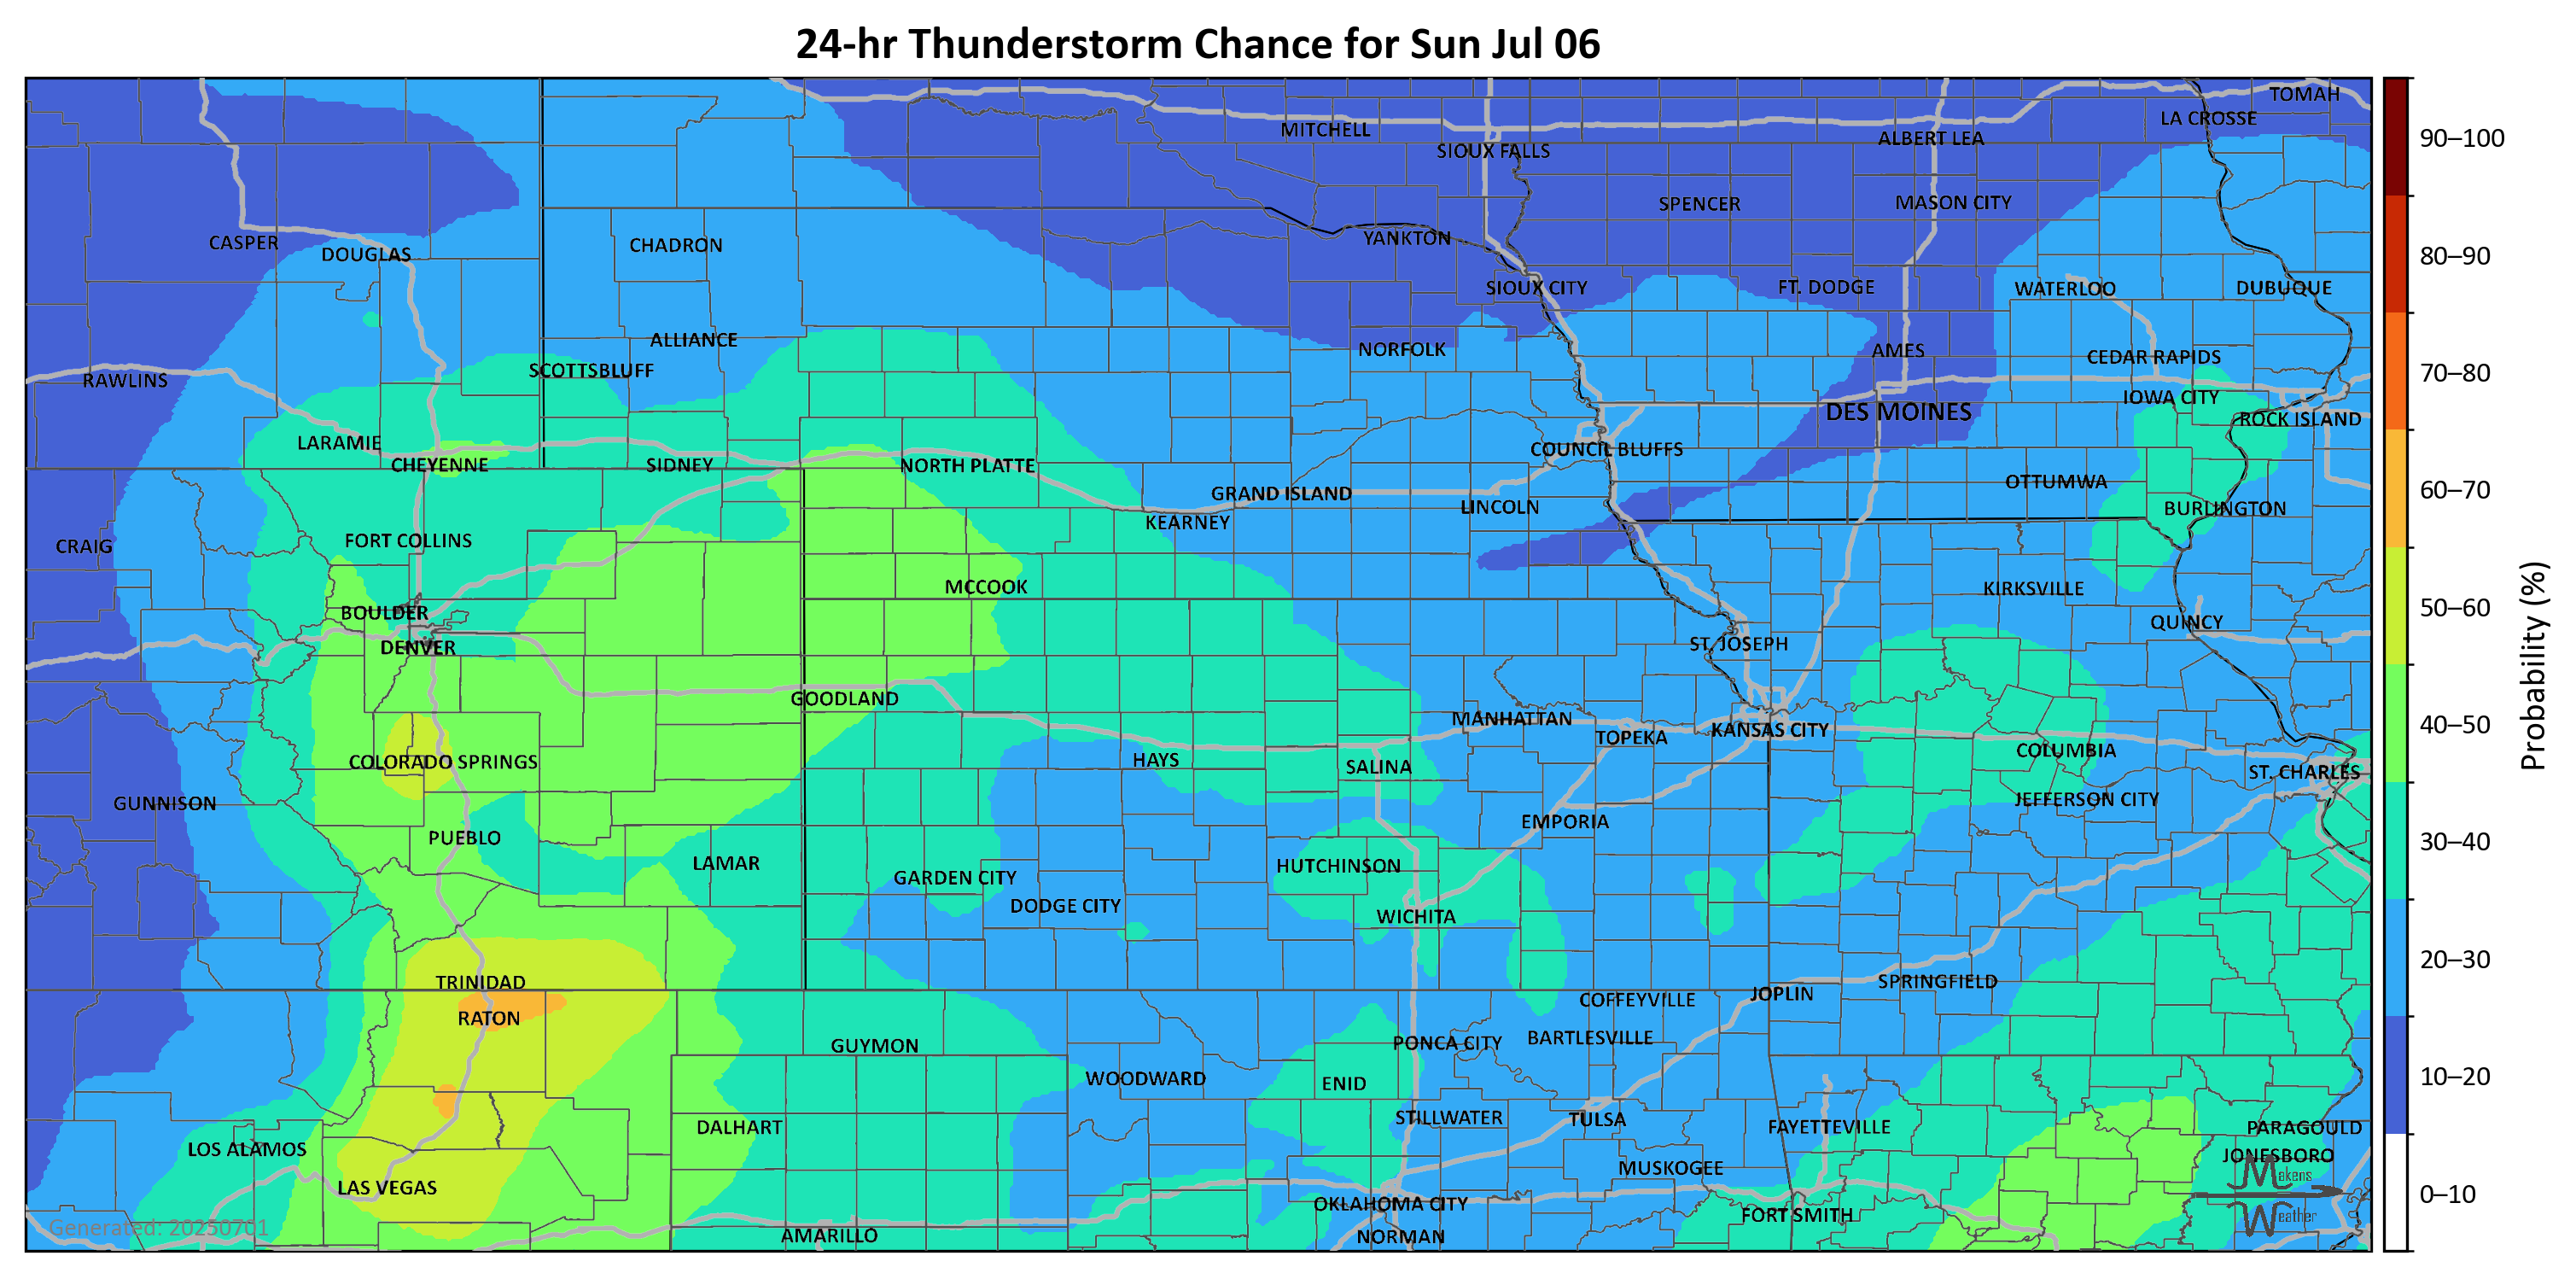 24-hr Thunderstorm Chance for Sun Jul 06
TOMAH
LA CROSSE
MITCHELL
ALBERT LEA
SIOUX FALLS
SPENCER
MASON CITY
CASPER
DOUGLAS
CHADRON
YANKTON
SIOUX CITY
FT. DODGE
WATERLOO
DUBUQUE
ALLIANCE
NORFOLK
AMES
CEDAR RAPIDS
RAWLINS
SCOTTSBLUFF
IOWA CITY
DES MOINES
ROCK ISLAND
LARAMIE
CHEYENNE
SIDNEY
NORTH PLATTE
COUNCIL BLUFFS
OTTUMWA
GRAND ISLAND
LINCOLN
BURLINGTON
KEARNEY
CRAIG
FORT COLLINS
MCCOOK
KIRKSVILLE
BOULDER
QUINCY
DENVER
ST. JOSEPH
GOODLAND
MANHATTAN
TOPEKA
KANSAS CITY
COLUMBIA
COLORADO SPRINGS
HAYS
SALINA
ST. CHARLES
GUNNISON
JEFFERSON CITY
PUEBLO
EMPORIA
LAMAR
GARDEN CITY
HUTCHINSON
DODGE CITY
WICHITA
TRINIDAD
SPRINGFIELD
JOPLIN
COFFEYVILLE
RATON
GUYMON
PONCA CITY
BARTLESVILLE
WOODWARD
ENID
DALHART
STILLWATER
TULSA
FAYETTEVILLE
PARAGOULD
LOS ALAMOS
JONESBORO
MUSKOGEE
LAS VEGAS
OKLAHOMA CITY
FORT SMITH
AMARILLO
NORMAN
Generated: 20250701
Makens
Weather
90–100
80–90
70–80
60–70
50–60
40–50
30–40
20–30
10–20
0–10
Probability (%)